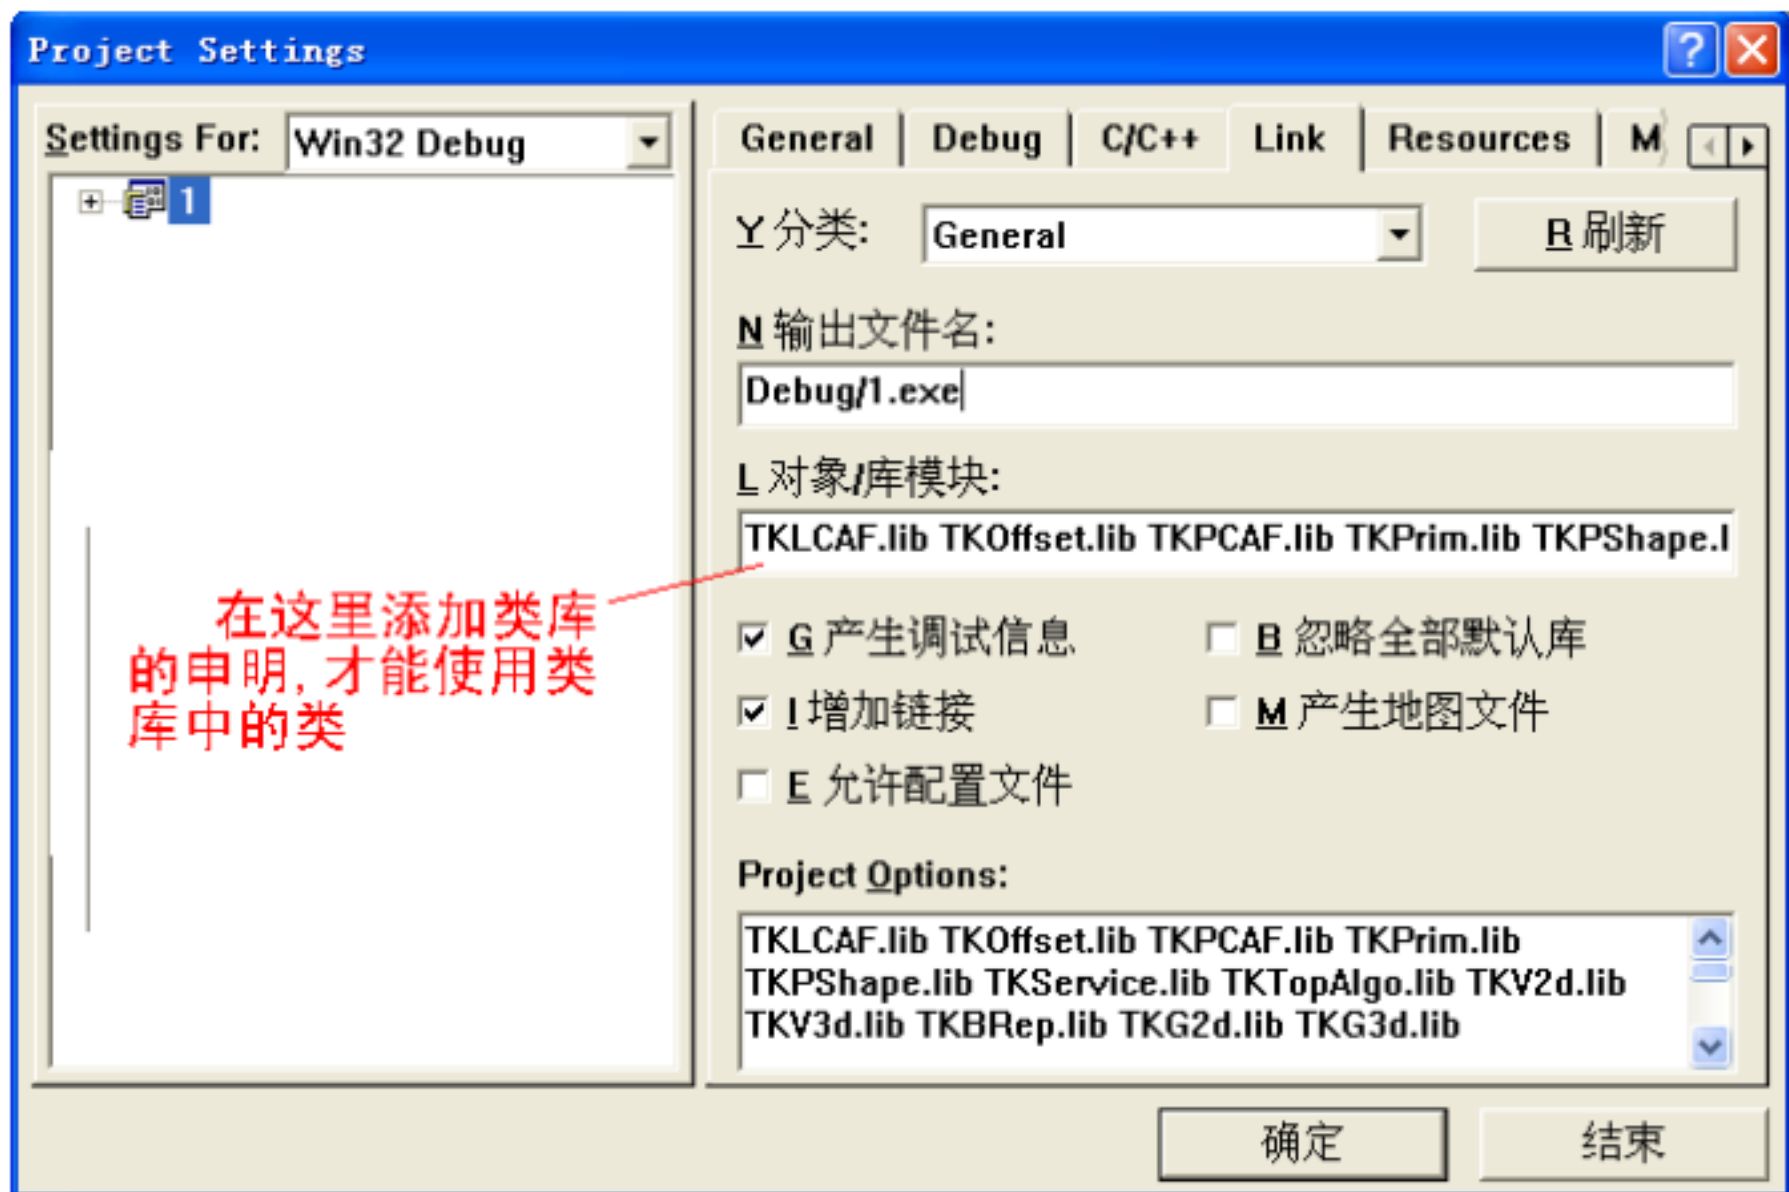 Project Settings
Settings For: Win32 Debug
1
General Debug C/C++ Link Resources M
Y 分类: General R 刷新
N 输出文件名:
Debug/1.exe
L 对象/库模块:
TKLCAF.lib TKOffset.lib TKPCAF.lib TKPrim.lib TKPShape.l
在这里添加类库
的申明,才能使用类
库中的类
G 产生调试信息 B 忽略全部默认库
I 增加链接 M 产生地图文件
E 允许配置文件
Project Options:
TKLCAF.lib TKOffset.lib TKPCAF.lib TKPrim.lib
TKPShape.lib TKService.lib TKTopAlgo.lib TKV2d.lib
TKV3d.lib TKBRep.lib TKG2d.lib TKG3d.lib
确定 结束